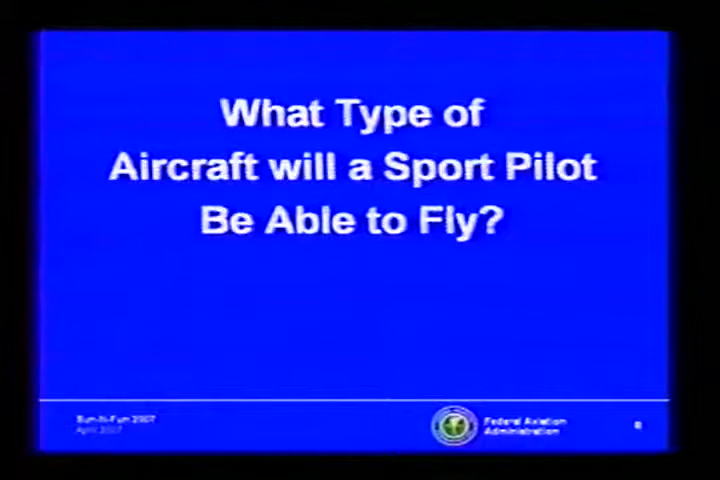 What Type of
Aircraft will a Sport Pilot
Be Able to Fly?
Sun-N-Fun 2007
April 2007
Federal Aviation
Administration